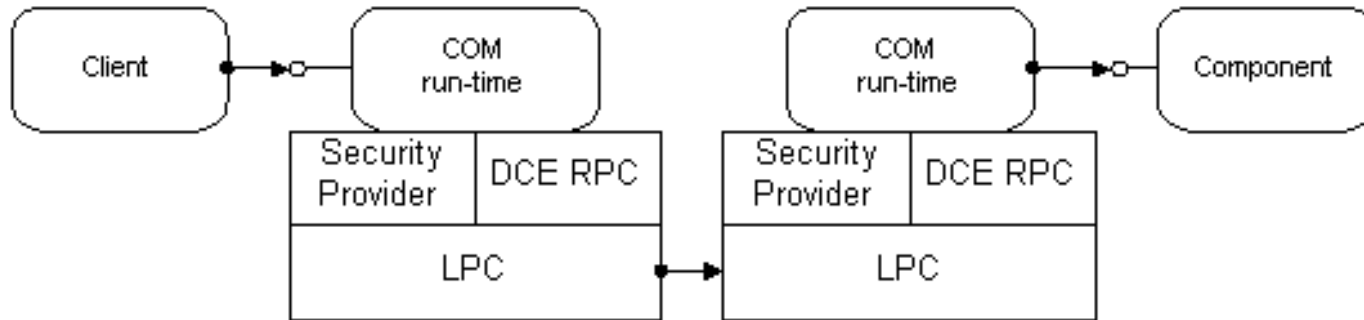 Client
COM
run-time
COM
run-time
Component
Security
Provider
DCE RPC
Security
Provider
DCE RPC
LPC
LPC